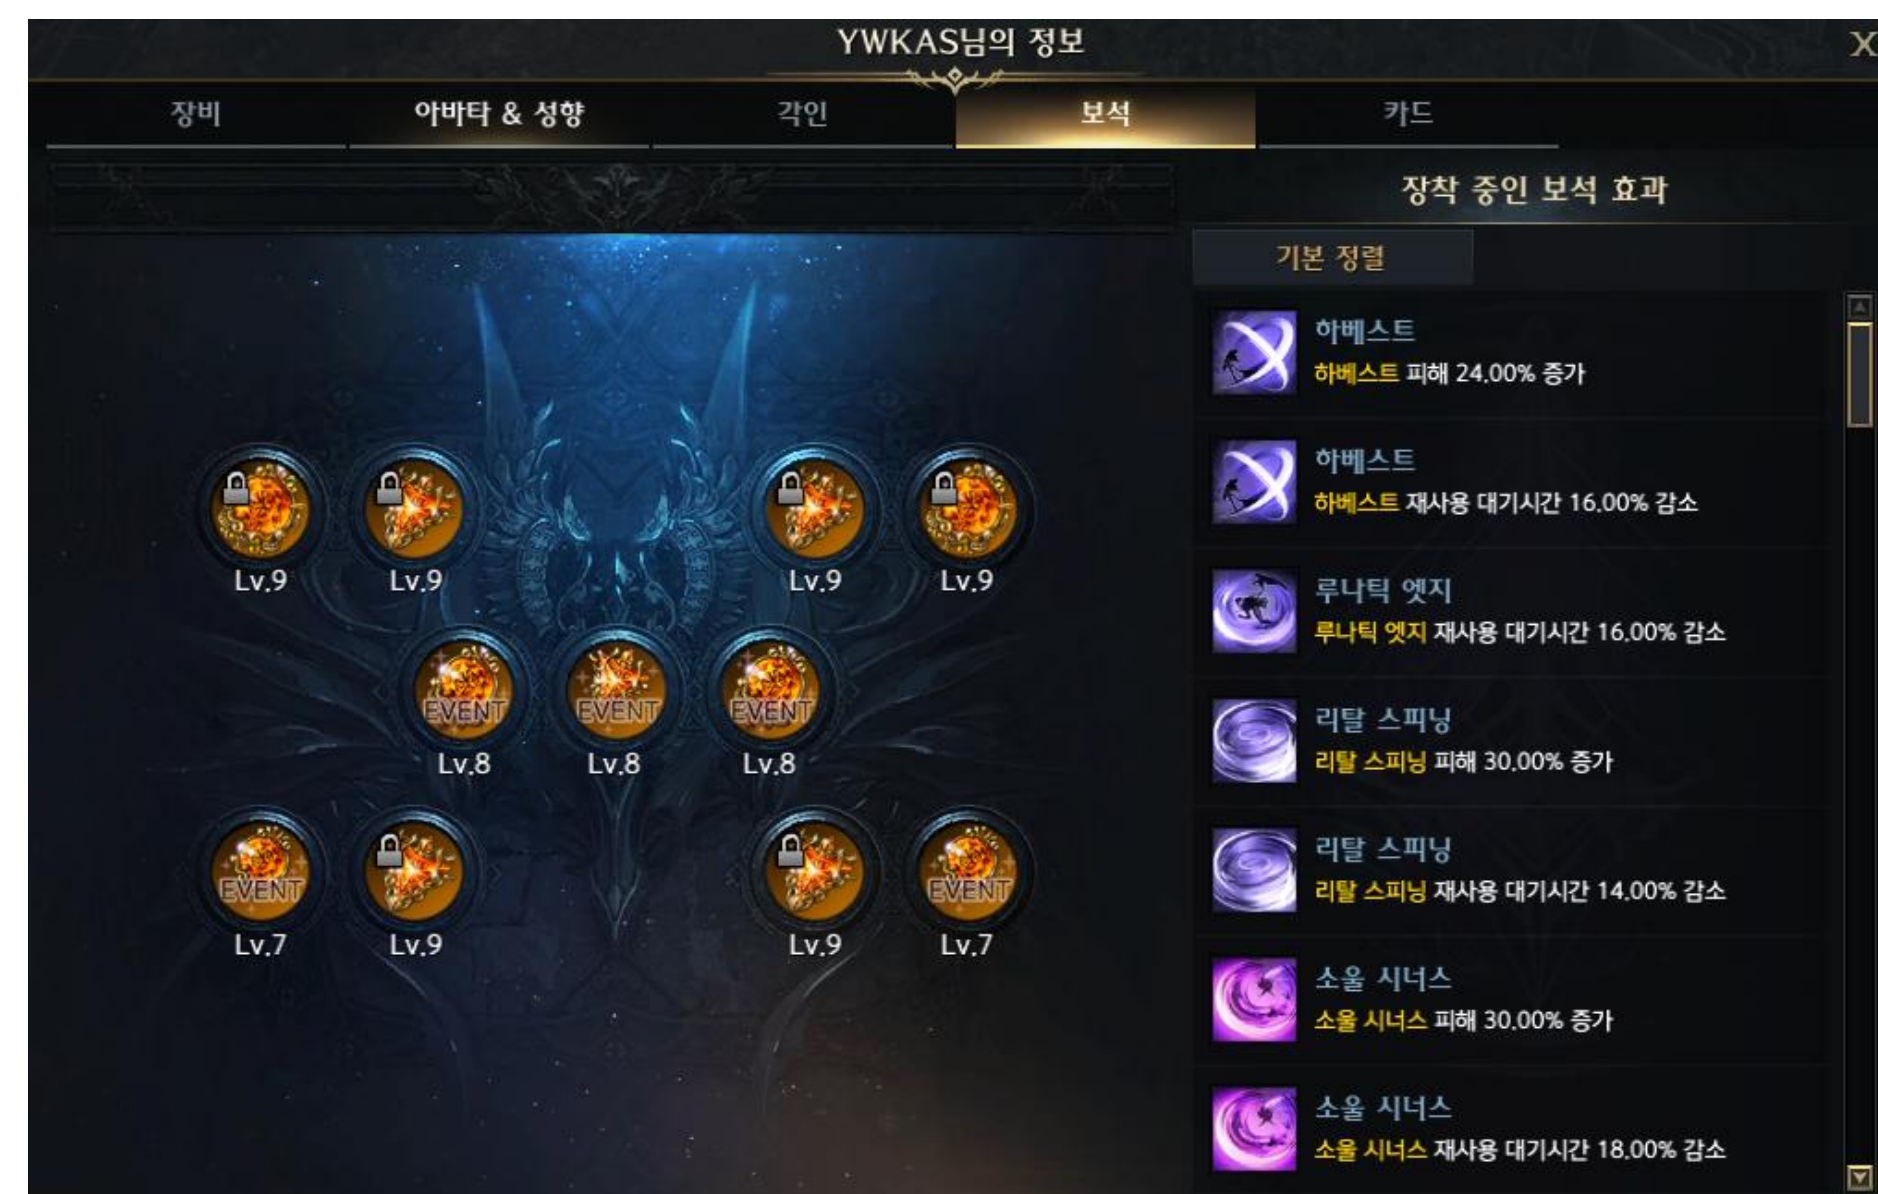 YWKAS님의 정보
X
장비
아바타 & 성향
각인
보석
카드
장착 중인 보석 효과
기본 정렬
Lv.9
Lv.9
Lv.9
Lv.9
EVENT
EVENT
EVENT
Lv.8
Lv.8
Lv.8
EVENT
EVENT
Lv.7
Lv.9
Lv.9
Lv.7
하베스트
하베스트 피해 24.00% 증가
하베스트
하베스트 재사용 대기시간 16.00% 감소
루나틱 엣지
루나틱 엣지 재사용 대기시간 16.00% 감소
리탈 스피닝
리탈 스피닝 피해 30.00% 증가
리탈 스피닝
리탈 스피닝 재사용 대기시간 14.00% 감소
소울 시너스
소울 시너스 피해 30.00% 증가
소울 시너스
소울 시너스 재사용 대기시간 18.00% 감소